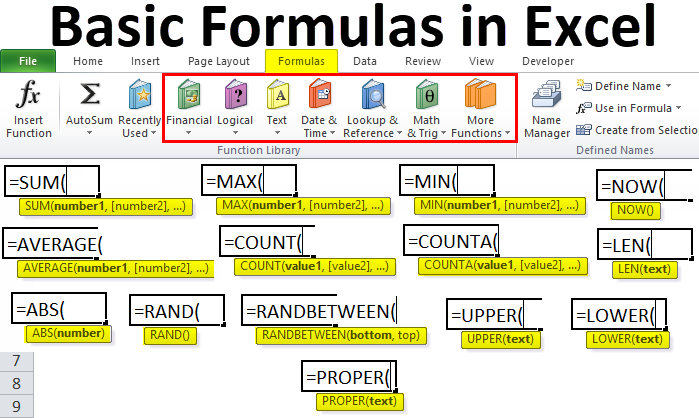 Basic Formulas in Excel
File Home Insert Page Layout Formulas Data Review View Developer
fx Σ ? A θ
Insert Function
AutoSum
Recently Used
Financial
Logical
Text
Date & Time
Lookup & Reference
Math & Trig
More Functions
Function Library
Name Manager
Define Name
Use in Formula
Create from Selectio
Defined Names
=SUM( =MAX( =MIN( =NOW(
SUM(number1, [number2], ...) MAX(number1, [number2], ...) MIN(number1, [number2], ...) NOW()
=AVERAGE( =COUNT( =COUNTA( =LEN(
AVERAGE(number1, [number2], ...) COUNT(value1, [value2], ...) COUNTA(value1, [value2], ...) LEN(text)
=ABS( =RAND( =RANDBETWEEN( =UPPER( =LOWER(
ABS(number) RAND() RANDBETWEEN(bottom, top) UPPER(text) LOWER(text)
7
8 =PROPER(
9 PROPER(text)